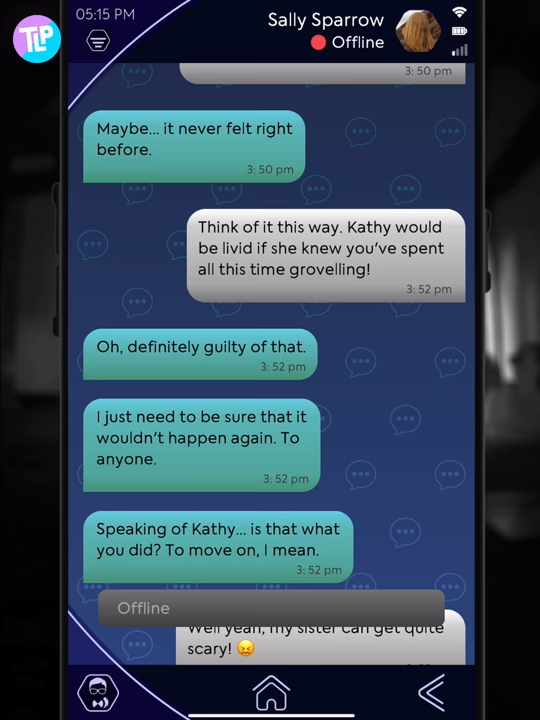 05:15 PM
TLP
Sally Sparrow
Offline
3: 50 pm
Maybe... it never felt right
before.
3: 50 pm
Think of it this way. Kathy would
be livid if she knew you've spent
all this time grovelling!
3: 52 pm
Oh, definitely guilty of that.
3: 52 pm
I just need to be sure that it
wouldn't happen again. To
anyone.
3: 52 pm
Speaking of Kathy... is that what
you did? To move on, I mean.
3: 52 pm
Offline
Well yeah, my sister can get quite
scary! 😖